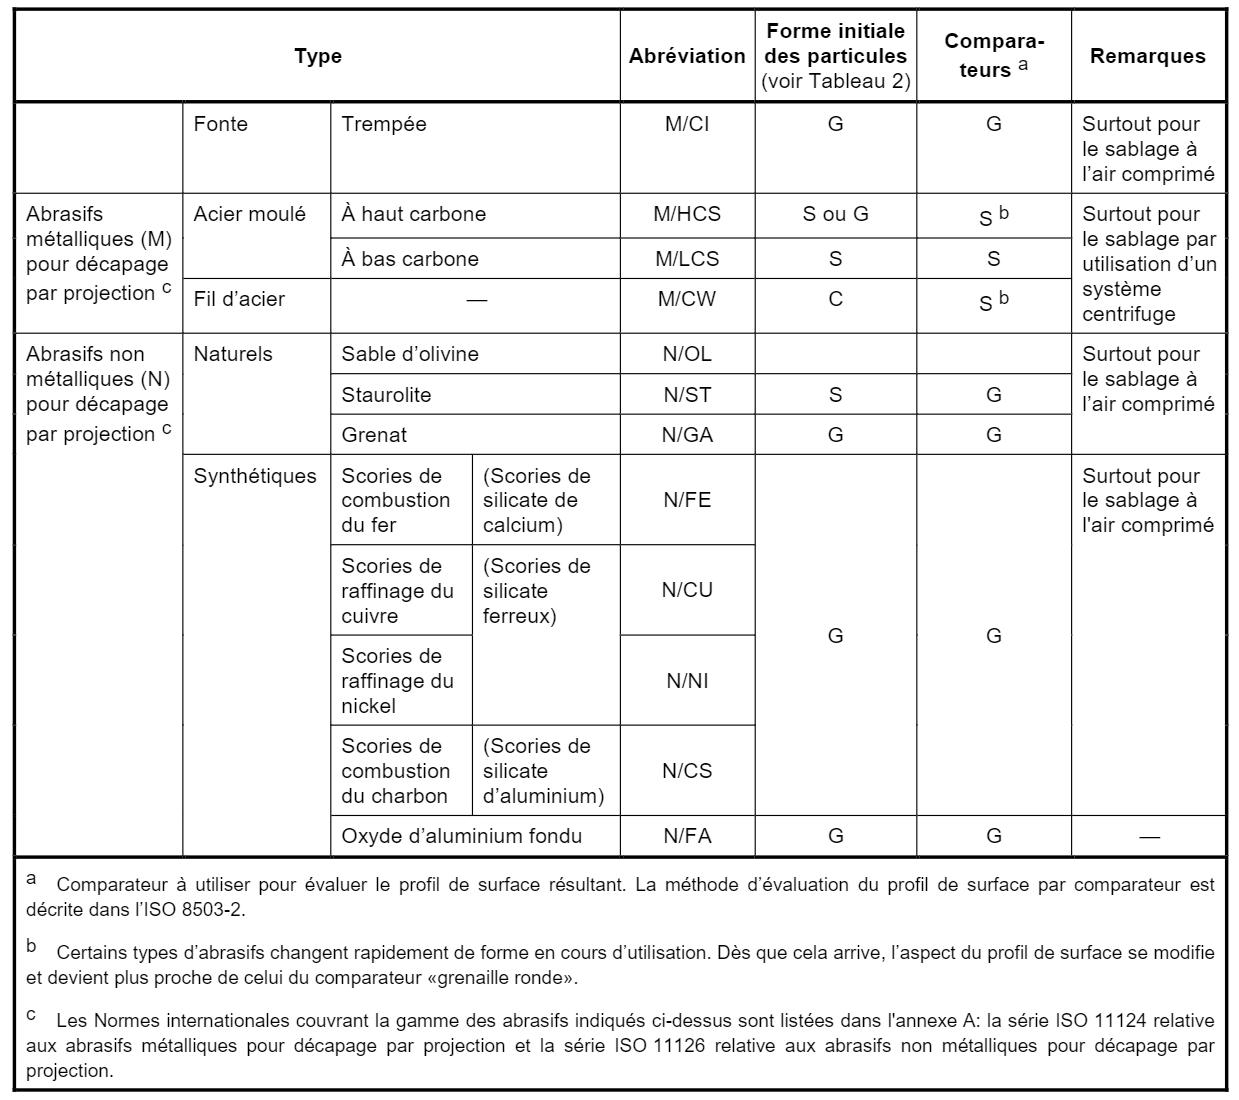 Type
Abréviation
Forme initiale
des particules
(voir Tableau 2)
Compara-
teurs a
Remarques
Fonte
Trempée
M/CI
G
G
Surtout pour
le sablage à
l’air comprimé
Abrasifs
métalliques (M)
pour décapage
par projection c
Acier moulé
À haut carbone
M/HCS
S ou G
S b
Surtout pour
le sablage par
utilisation d’un
système
centrifuge
À bas carbone
M/LCS
S
S
Fil d’acier
—
M/CW
C
S b
Abrasifs non
métalliques (N)
pour décapage
par projection c
Naturels
Sable d’olivine
N/OL
Surtout pour
le sablage à
l’air comprimé
Staurolite
N/ST
S
G
Grenat
N/GA
G
G
Synthétiques
Scories de
combustion
du fer
(Scories de
silicate de
calcium)
N/FE
G
G
Surtout pour
le sablage à
l'air comprimé
Scories de
raffinage du
cuivre
(Scories de
silicate
ferreux)
N/CU
Scories de
raffinage du
nickel
N/NI
Scories de
combustion
du charbon
(Scories de
silicate
d’aluminium)
N/CS
Oxyde d’aluminium fondu
N/FA
G
G
—
a Comparateur à utiliser pour évaluer le profil de surface résultant. La méthode d’évaluation du profil de surface par comparateur est
décrite dans l’ISO 8503-2.
b Certains types d’abrasifs changent rapidement de forme en cours d’utilisation. Dès que cela arrive, l’aspect du profil de surface se modifie
et devient plus proche de celui du comparateur «grenaille ronde».
c Les Normes internationales couvrant la gamme des abrasifs indiqués ci-dessus sont listées dans l'annexe A: la série ISO 11124 relative
aux abrasifs métalliques pour décapage par projection et la série ISO 11126 relative aux abrasifs non métalliques pour décapage par
projection.